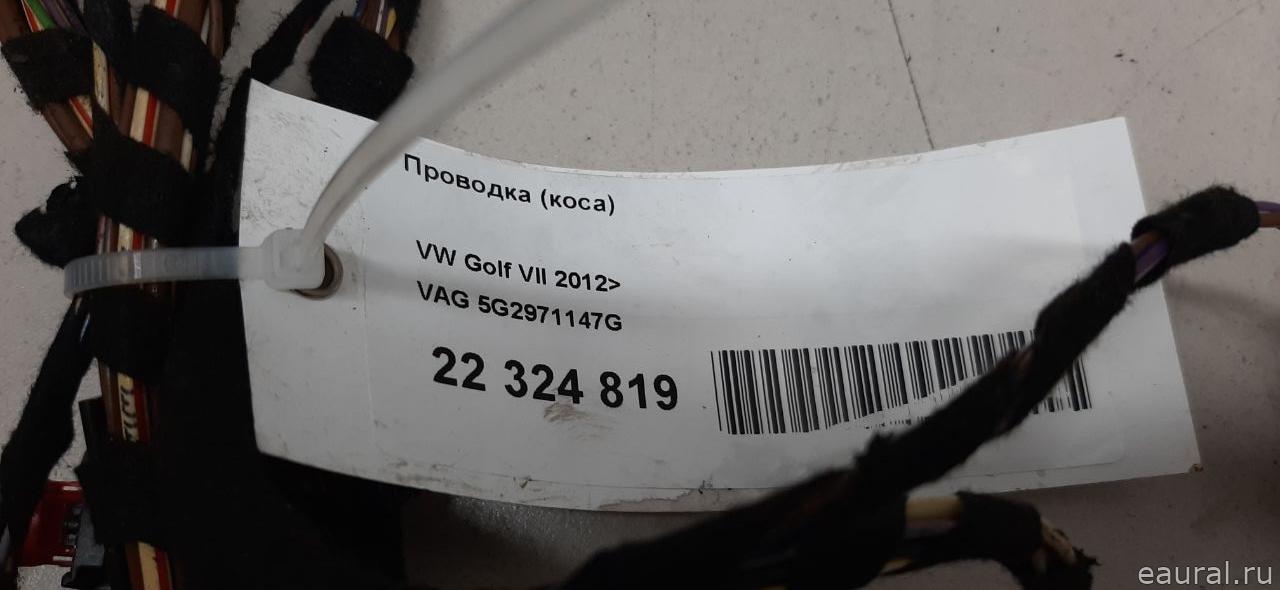 Проводка (коса)
VW Golf VII 2012>
VAG 5G2971147G
22 324 819
eaural.ru